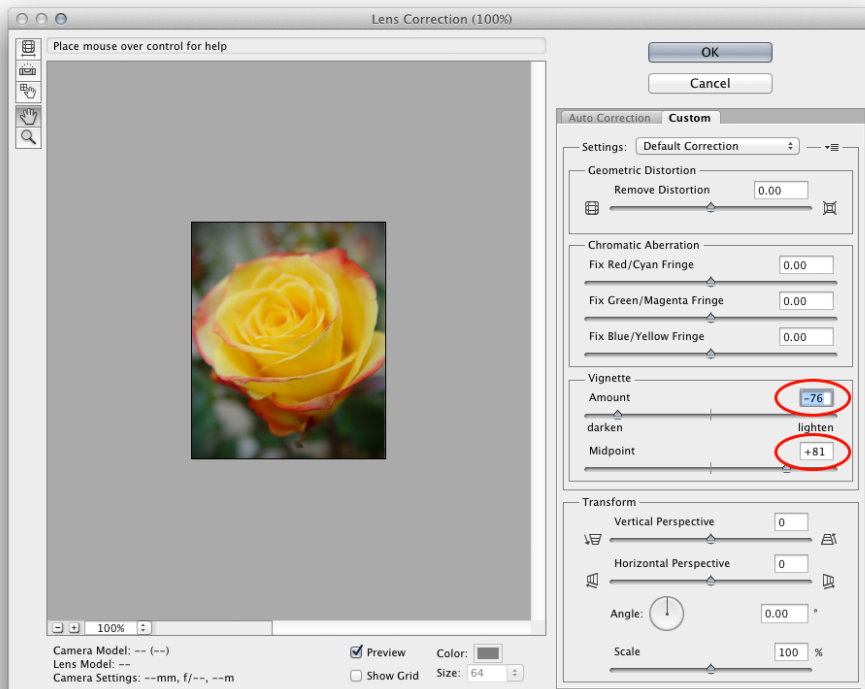 Lens Correction (100%)
Place mouse over control for help
OK
Cancel
Auto Correction Custom
Settings: Default Correction
Geometric Distortion
Remove Distortion 0.00
Chromatic Aberration
Fix Red/Cyan Fringe 0.00
Fix Green/Magenta Fringe 0.00
Fix Blue/Yellow Fringe 0.00
Vignette
Amount -76
darken lighten
Midpoint +81
Transform
Vertical Perspective 0
Horizontal Perspective 0
Angle: 0.00 °
Scale 100 %
100%
Camera Model: -- (--)
Lens Model: --
Camera Settings: --mm, f/--, --m
Preview Color:
Show Grid Size: 64